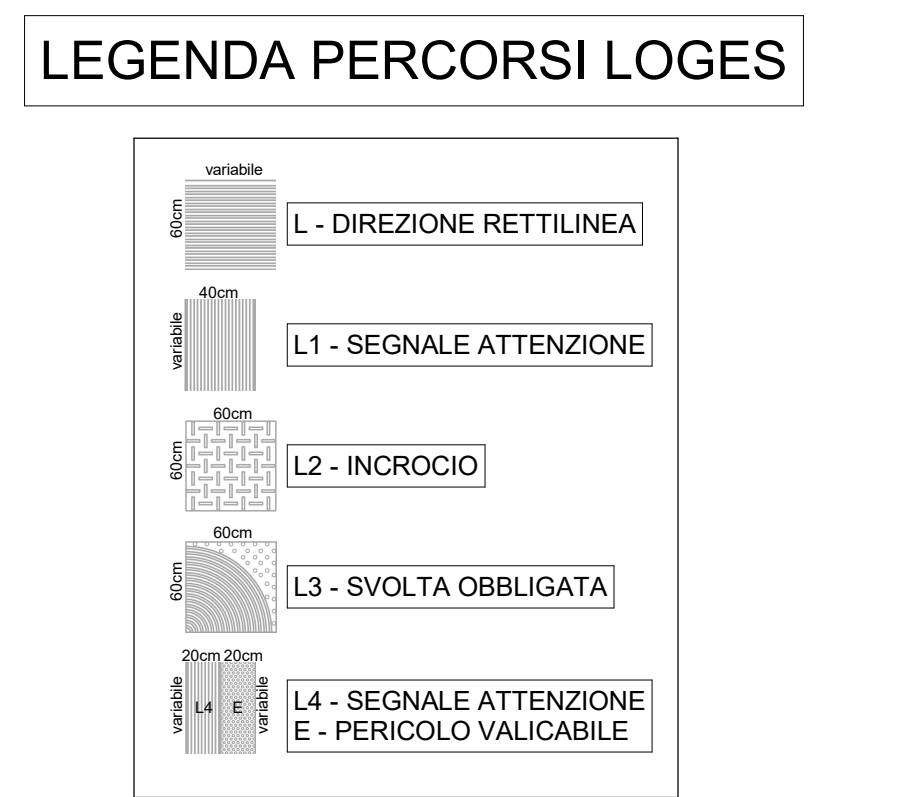 LEGENDA PERCORSI LOGES
variabile
60cm
L - DIREZIONE RETTILINEA
40cm
variabile
L1 - SEGNALE ATTENZIONE
60cm
60cm
L2 - INCROCIO
60cm
60cm
L3 - SVOLTA OBBLIGATA
20cm 20cm
variabile
L4
E
variabile
L4 - SEGNALE ATTENZIONE
E - PERICOLO VALICABILE